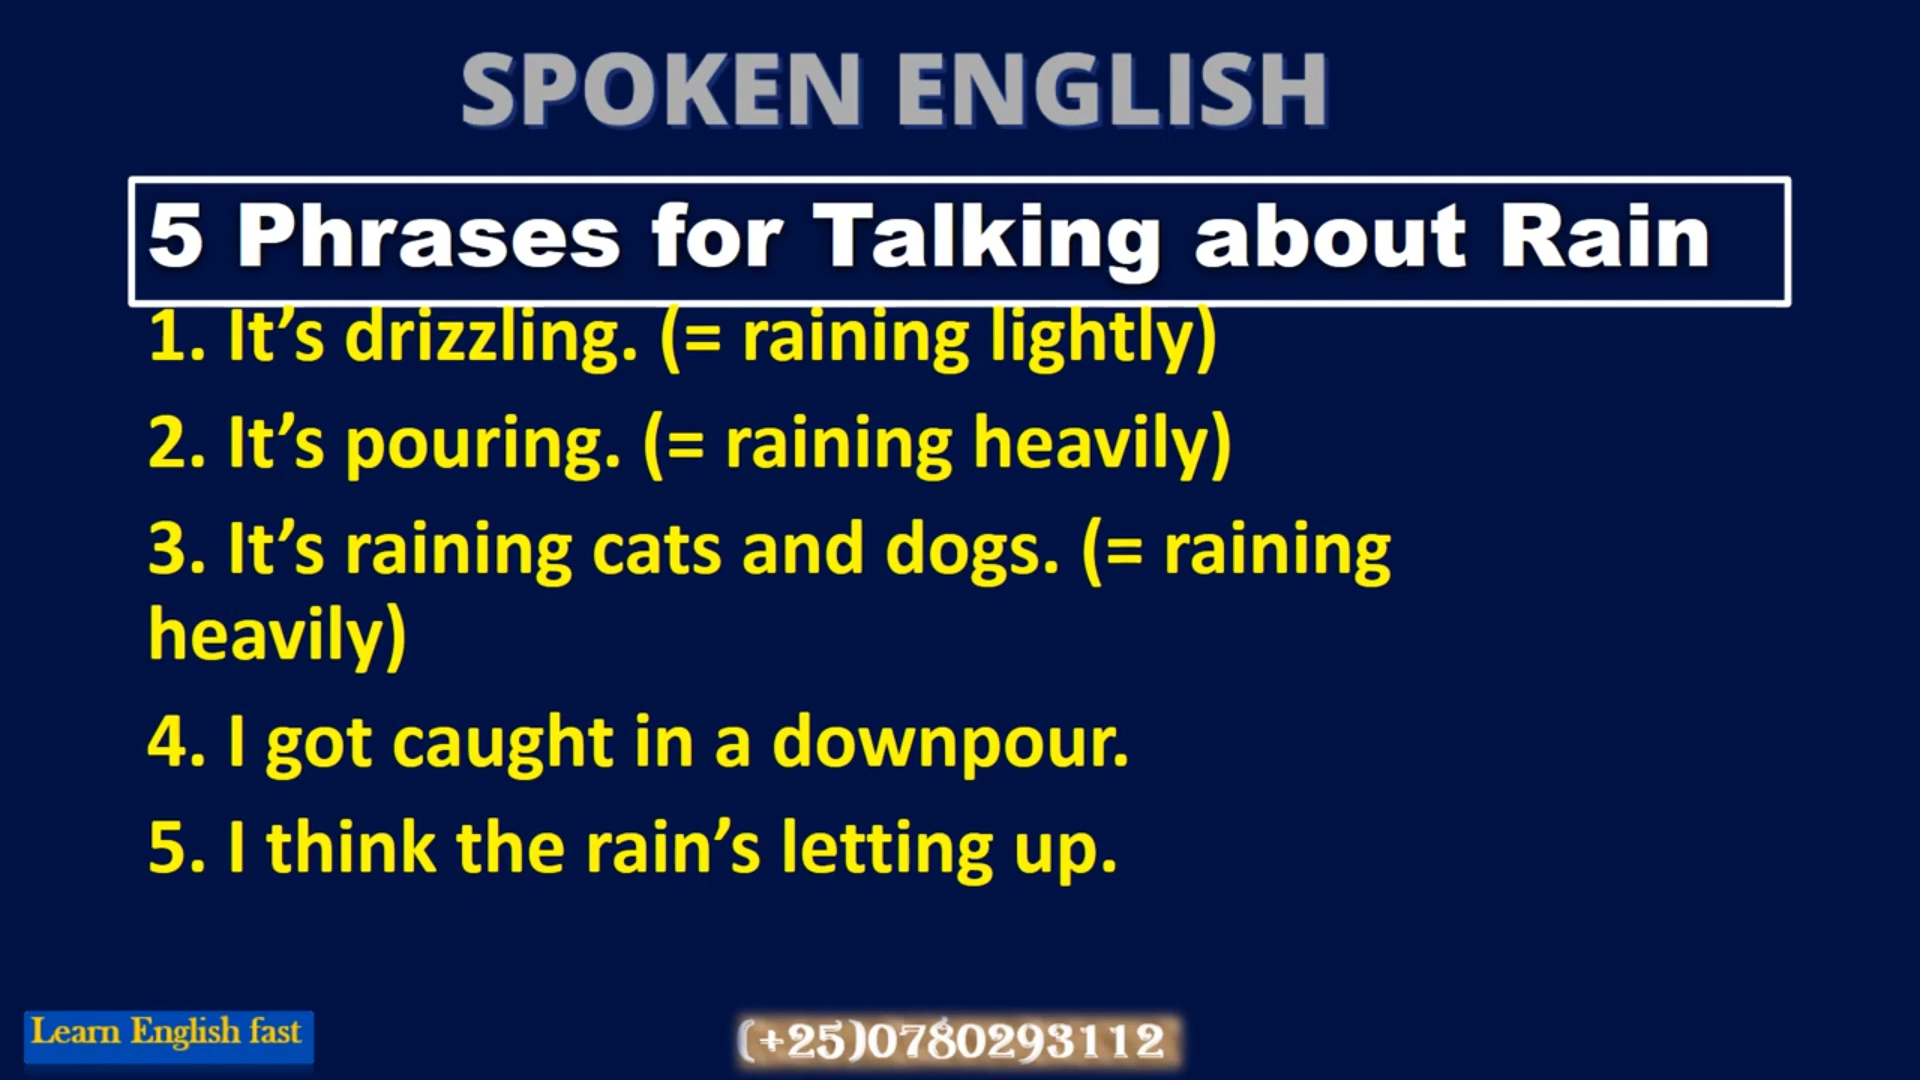 SPOKEN ENGLISH
5 Phrases for Talking about Rain
1. It’s drizzling. (= raining lightly)
2. It’s pouring. (= raining heavily)
3. It’s raining cats and dogs. (= raining
heavily)
4. I got caught in a downpour.
5. I think the rain’s letting up.
Learn English fast
(+25)0780293112